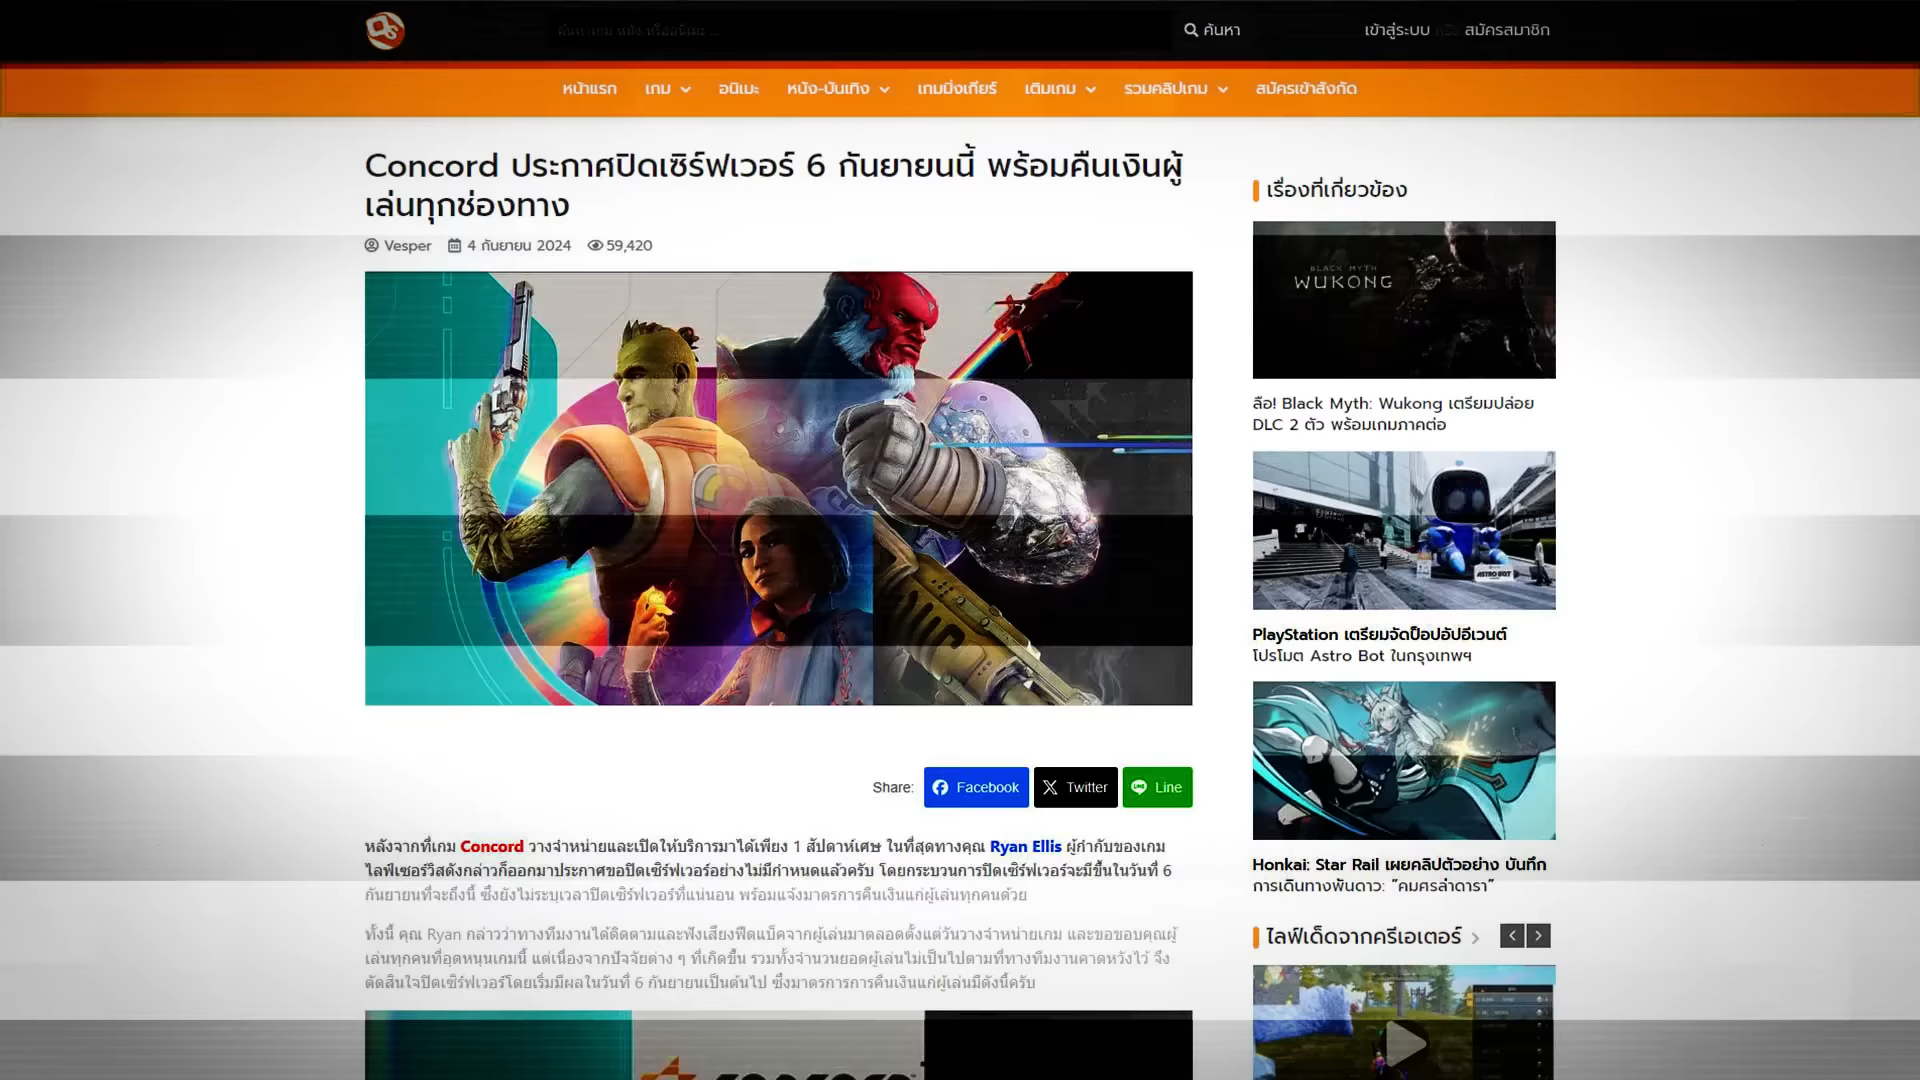 ค้นหาเกม หนัง หรืออนิเมะ ...
ค้นหา
เข้าสู่ระบบ หรือ สมัครสมาชิก
หน้าแรก เกม อนิเมะ หนัง-บันเทิง เกมมิ่งเกียร์ เติมเกม รวมคลิปเกม สมัครเข้าสังกัด
Concord ประกาศปิดเซิร์ฟเวอร์ 6 กันยายนนี้ พร้อมคืนเงินผู้
เล่นทุกช่องทาง
Vesper 4 กันยายน 2024 59,420
Share: Facebook Twitter Line
หลังจากที่เกม Concord วางจำหน่ายและเปิดให้บริการมาได้เพียง 1 สัปดาห์เศษ ในที่สุดทางคุณ Ryan Ellis ผู้กำกับของเกม
ไลฟ์เซอร์วิสดังกล่าวก็ออกมาประกาศขอปิดเซิร์ฟเวอร์อย่างไม่มีกำหนดแล้วครับ โดยกระบวนการปิดเซิร์ฟเวอร์จะมีขึ้นในวันที่ 6
กันยายนที่จะถึงนี้ ซึ่งยังไม่ระบุเวลาปิดเซิร์ฟเวอร์ที่แน่นอน พร้อมแจ้งมาตรการคืนเงินแก่ผู้เล่นทุกคนด้วย
ทั้งนี้ คุณ Ryan กล่าวว่าทางทีมงานได้ติดตามและฟังเสียงฟีดแบ็คจากผู้เล่นมาตลอดตั้งแต่วันวางจำหน่ายเกม และขอขอบคุณผู้
เล่นทุกคนที่อุดหนุนเกมนี้ แต่เนื่องจากปัจจัยต่าง ๆ ที่เกิดขึ้น รวมทั้งจำนวนยอดผู้เล่นไม่เป็นไปตามที่ทางทีมงานคาดหวังไว้ จึง
ตัดสินใจปิดเซิร์ฟเวอร์โดยเริ่มมีผลในวันที่ 6 กันยายนเป็นต้นไป ซึ่งมาตรการการคืนเงินแก่ผู้เล่นมีดังนี้ครับ
เรื่องที่เกี่ยวข้อง
BLACK MYTH
WUKONG
ลือ! Black Myth: Wukong เตรียมปล่อย
DLC 2 ตัว พร้อมเกมภาคต่อ
ASTRO BOT
PlayStation เตรียมจัดป็อปอัปอีเวนต์
โปรโมต Astro Bot ในกรุงเทพฯ
Honkai: Star Rail เผยคลิปตัวอย่าง บันทึก
การเดินทางพันดาว: “คมศรล่าดารา”
ไลฟ์เด็ดจากครีเอเตอร์